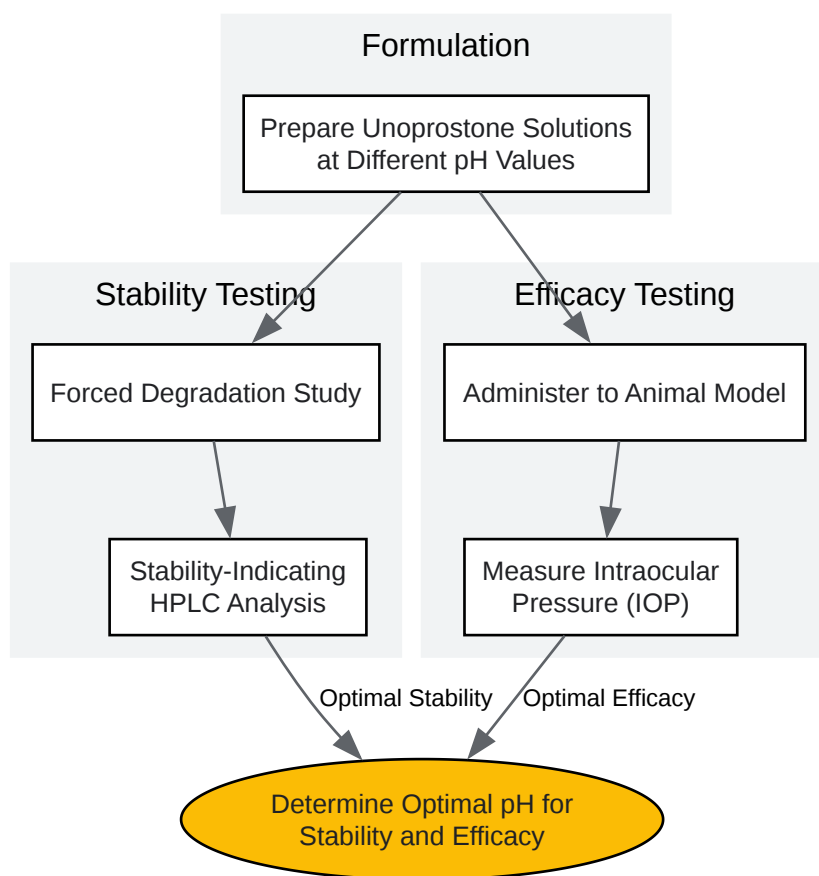 Formulation
Prepare Unoprostone Solutions
at Different pH Values
Stability Testing
Forced Degradation Study
Stability-Indicating
HPLC Analysis
Efficacy Testing
Administer to Animal Model
Measure Intraocular
Pressure (IOP)
Optimal Stability
Optimal Efficacy
Determine Optimal pH for
Stability and Efficacy